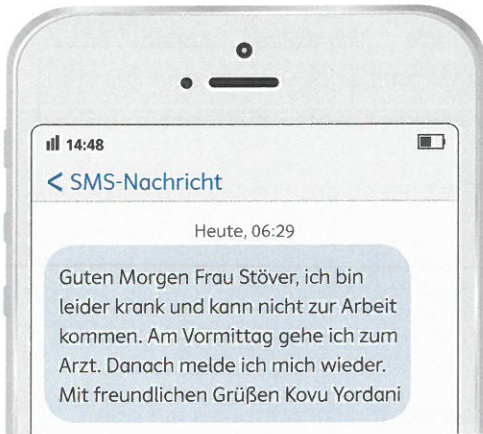 14:48
< SMS-Nachricht
Heute, 06:29
Guten Morgen Frau Stöver, ich bin
leider krank und kann nicht zur Arbeit
kommen. Am Vormittag gehe ich zum
Arzt. Danach melde ich mich wieder.
Mit freundlichen Grüßen Kovu Yordani